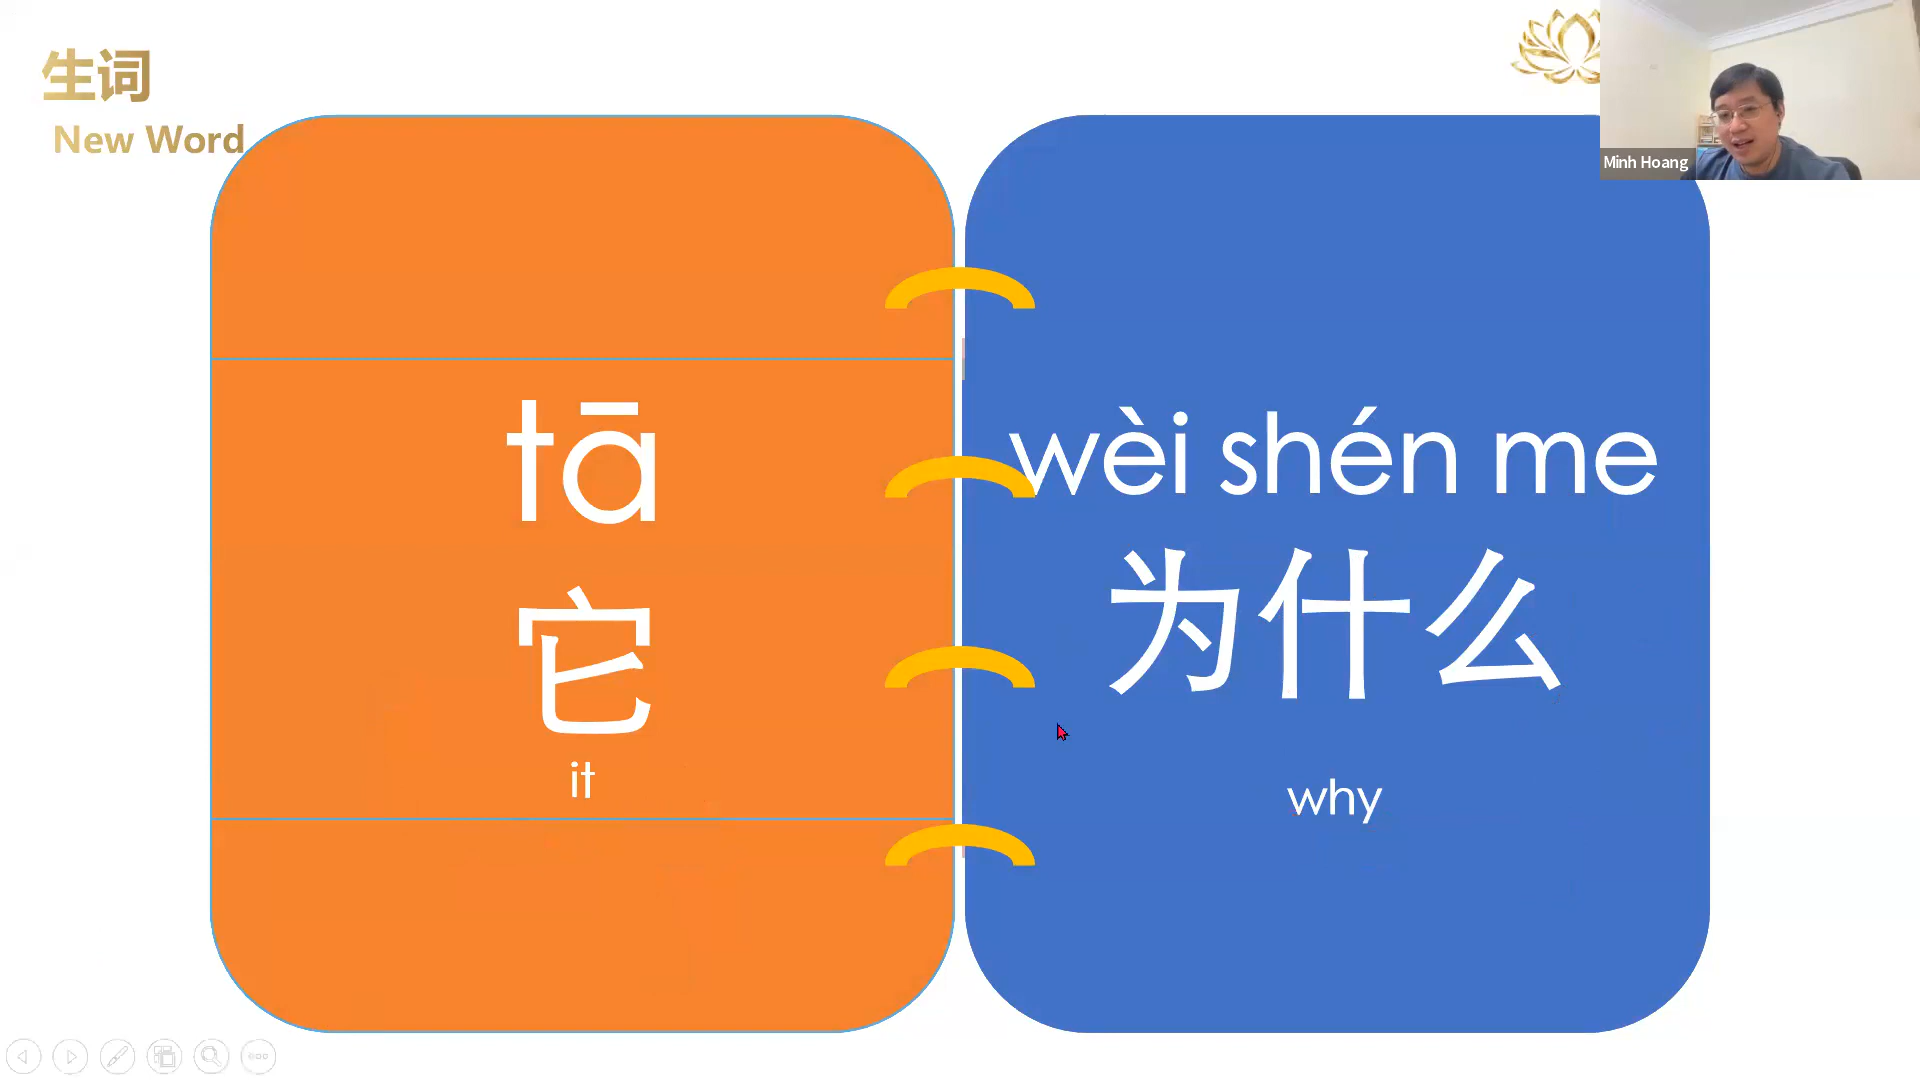 生词
New Word
tā
它
it
wèi shén me
为什么
why
Minh Hoang